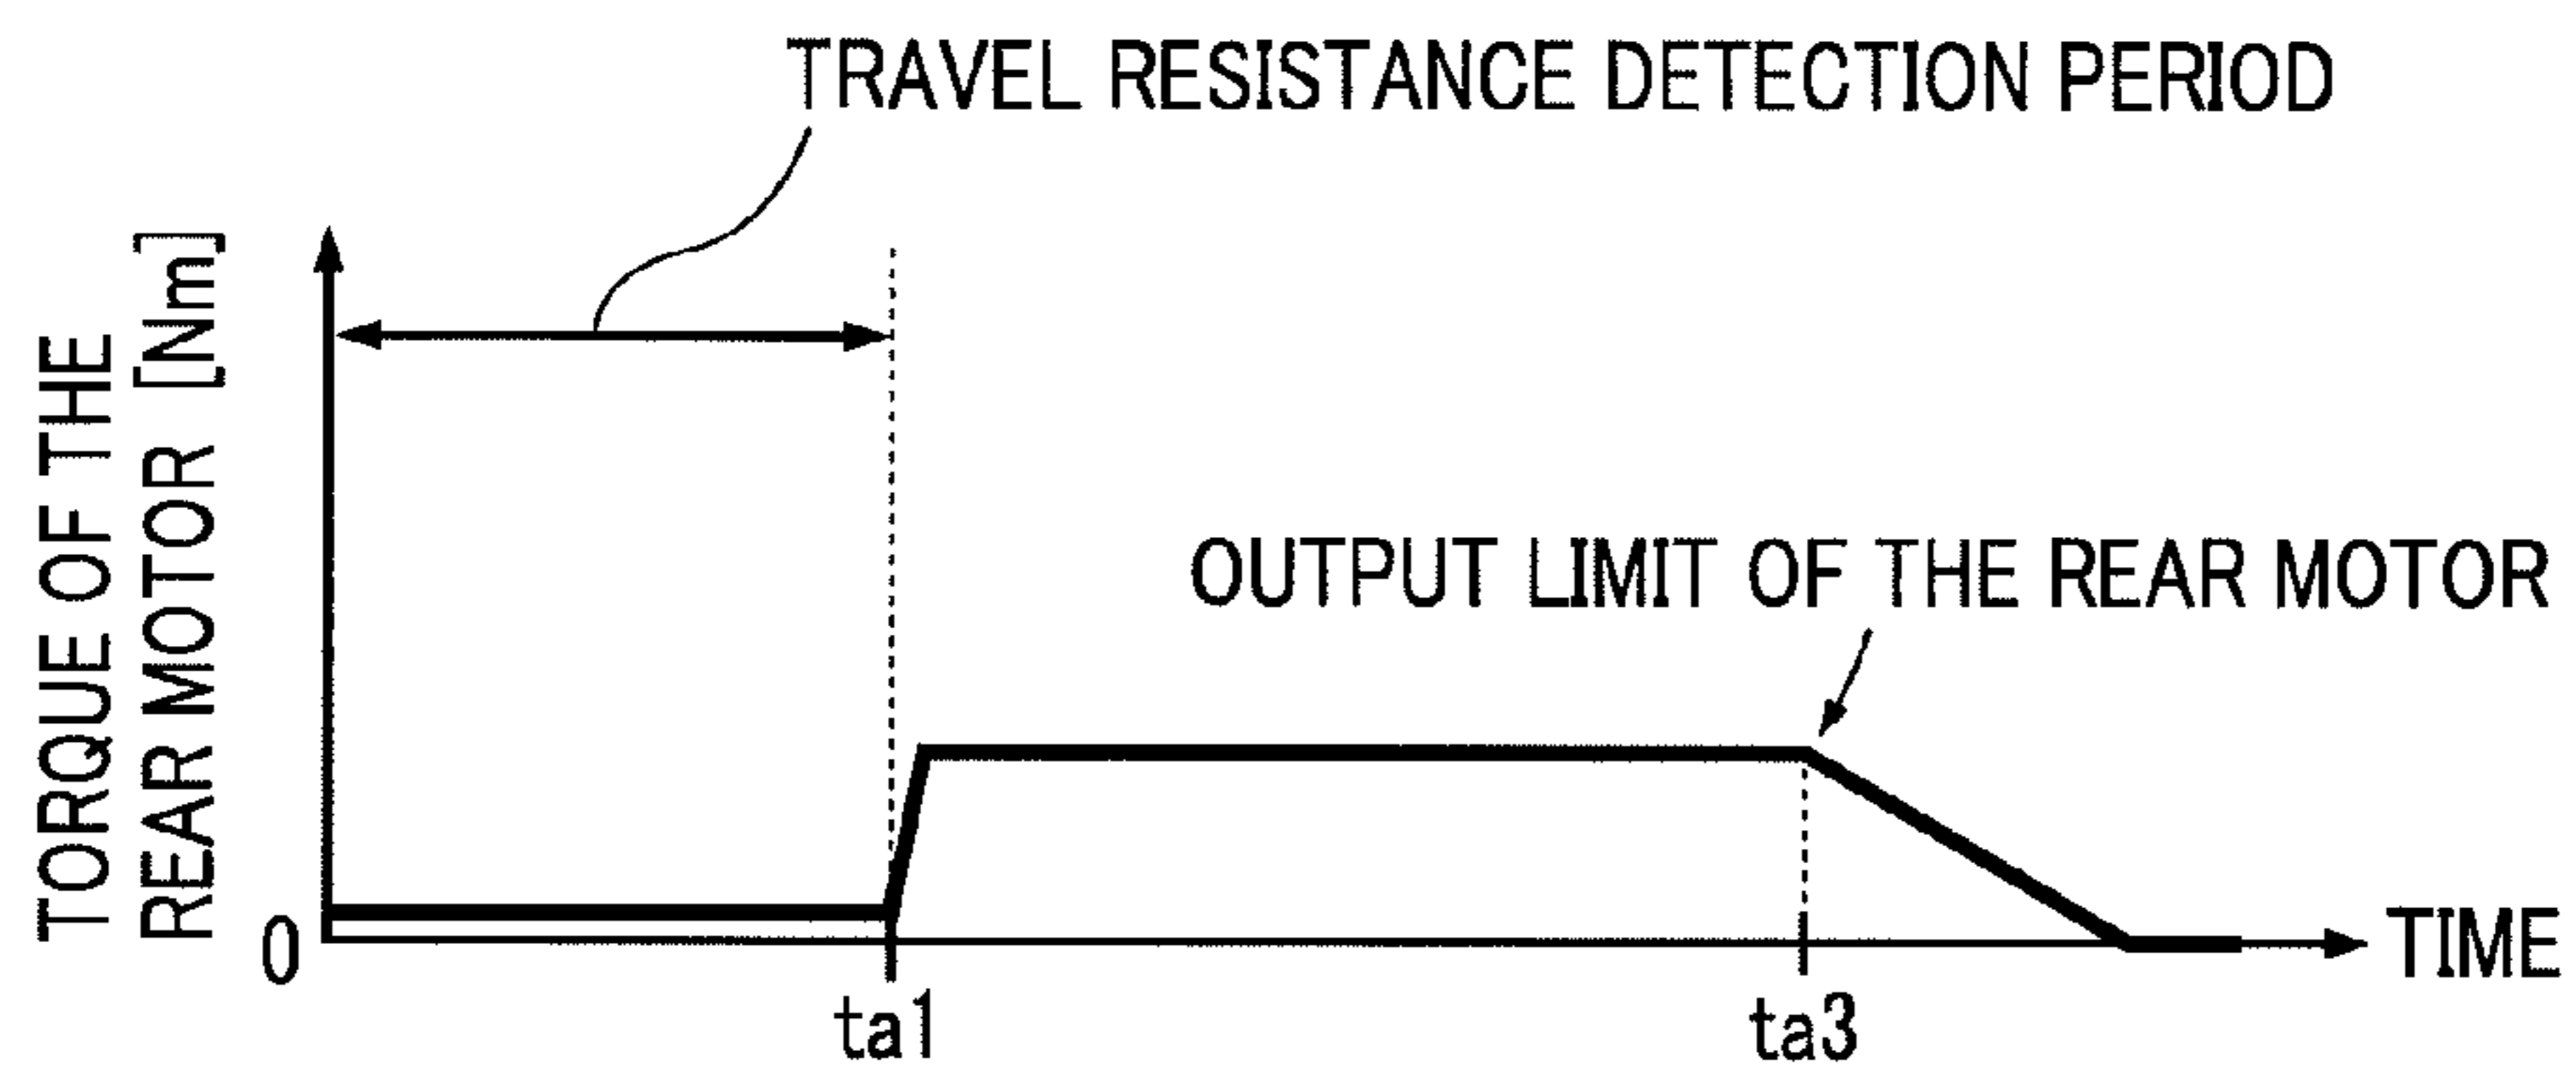 TRAVEL RESISTANCE DETECTION PERIOD
TORQUE OF THE
REAR MOTOR [Nm]
OUTPUT LIMIT OF THE REAR MOTOR
0
TIME
ta1
ta3